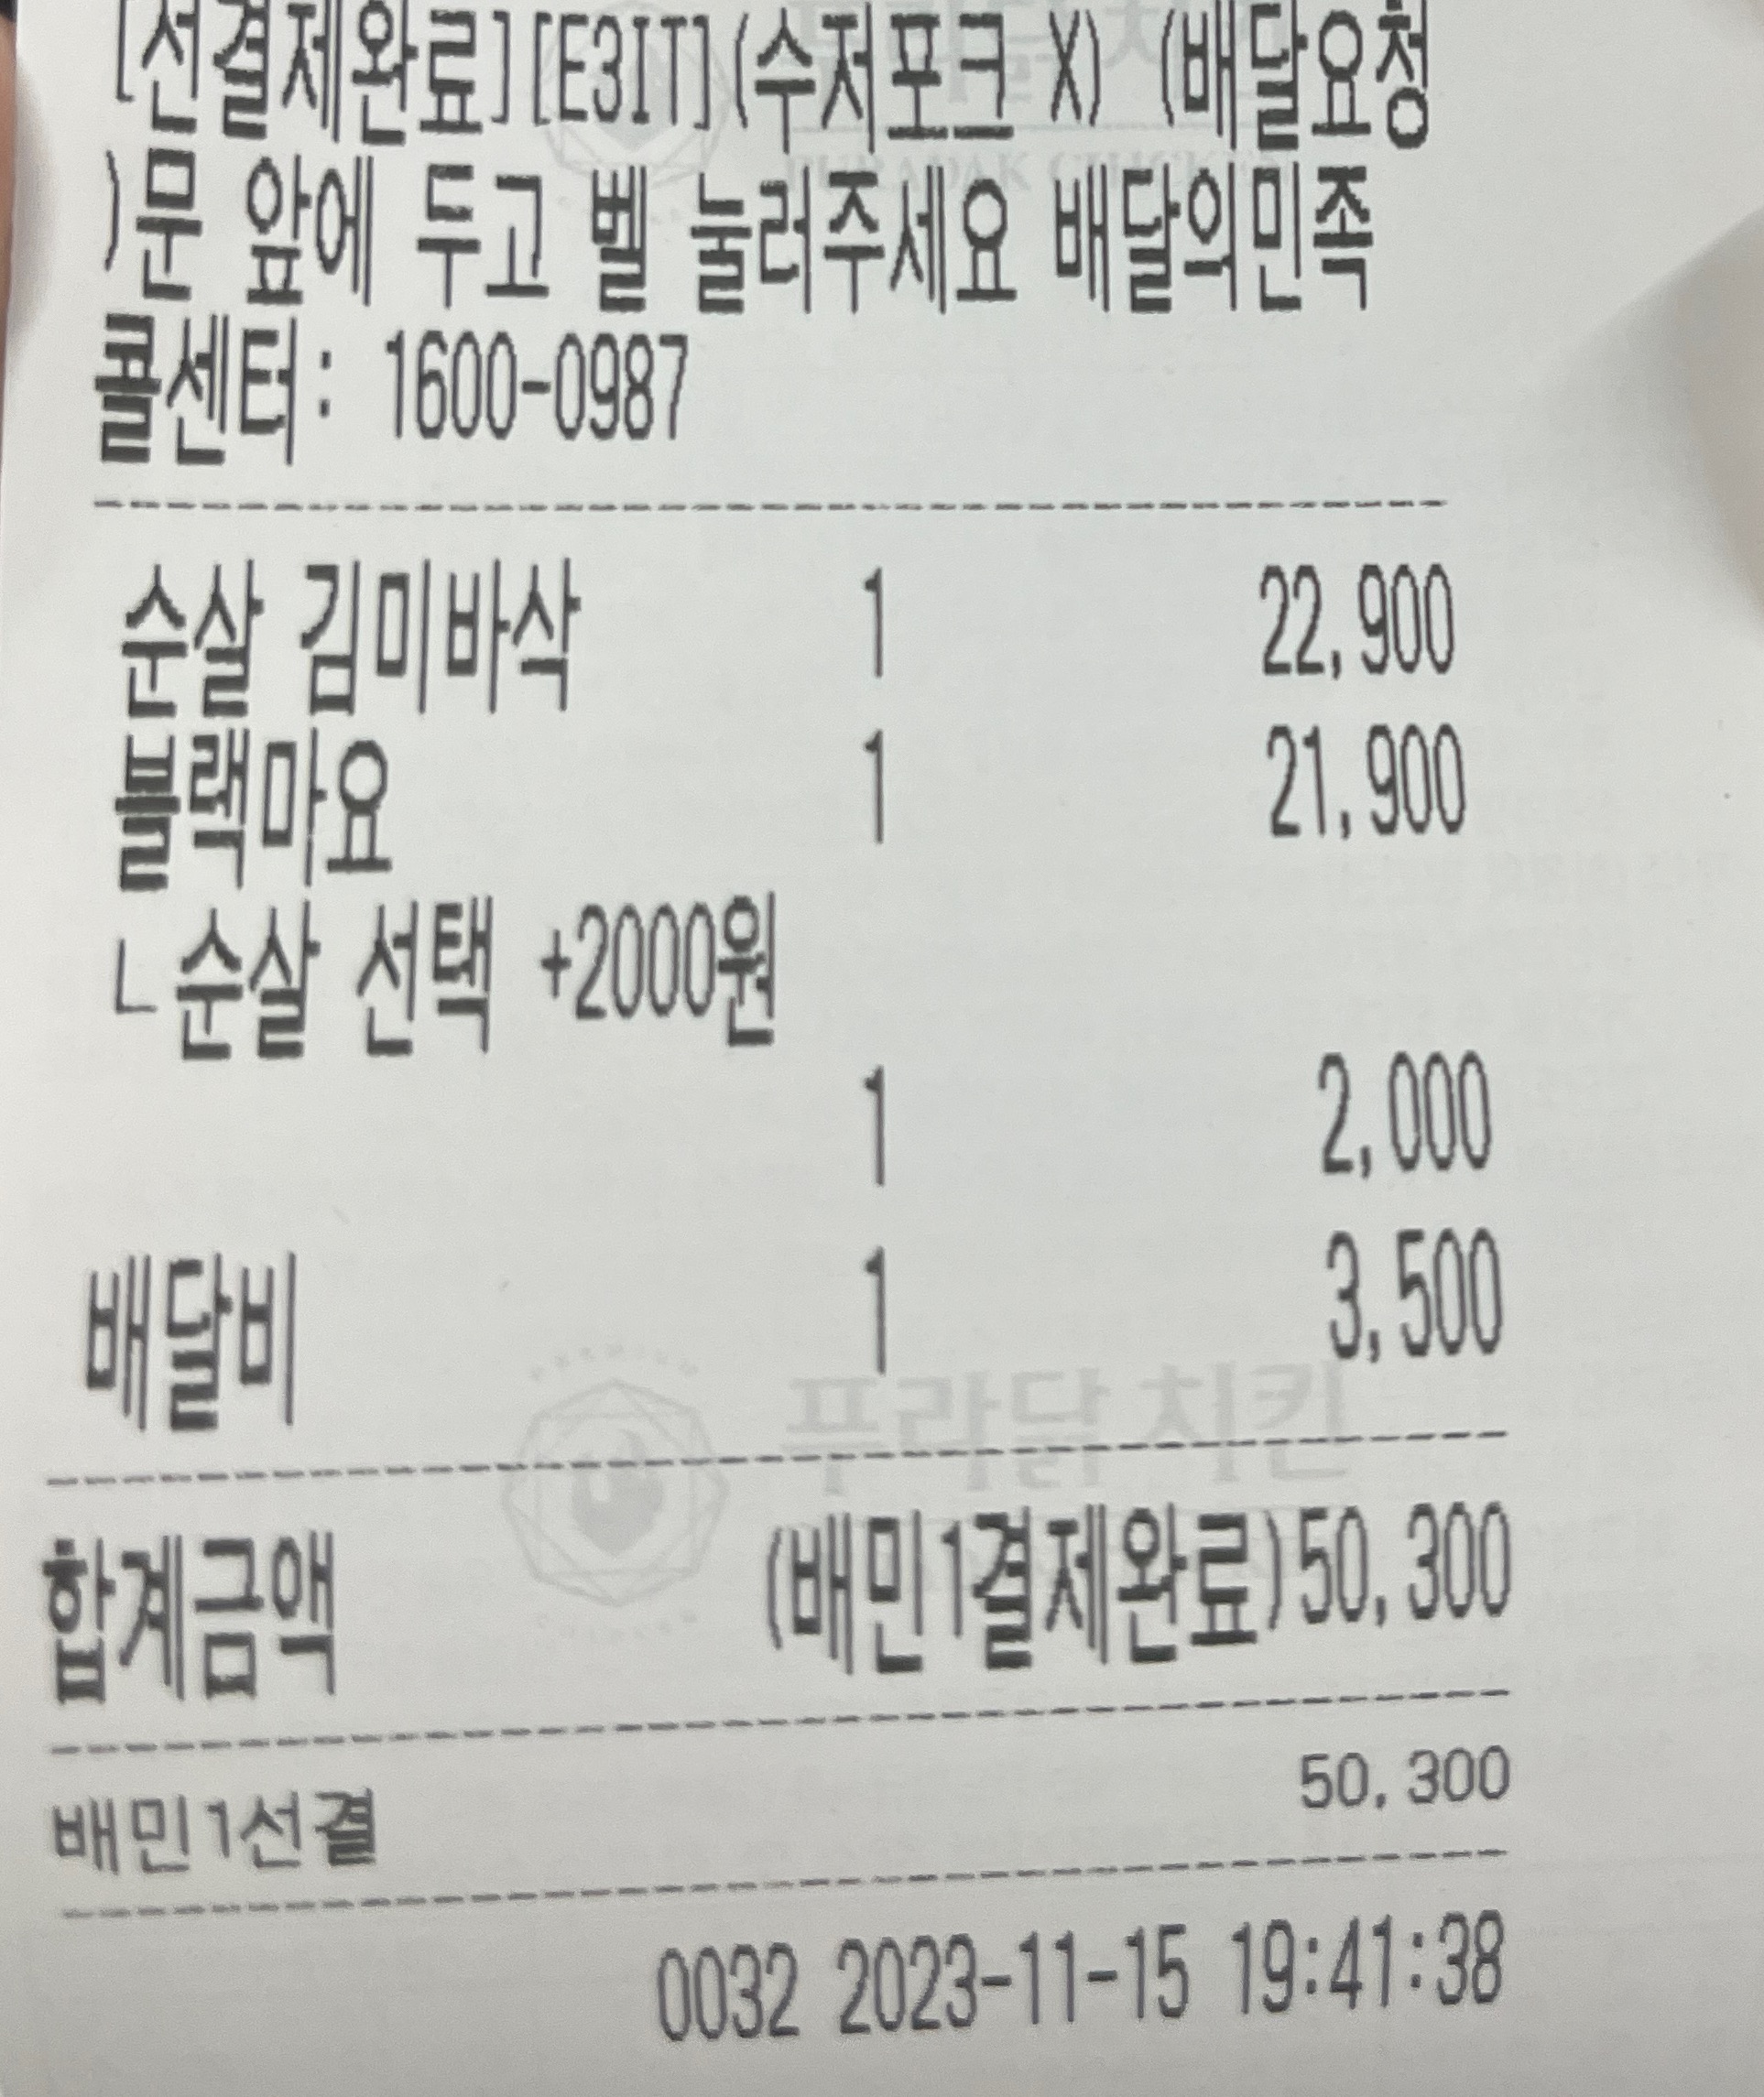 [선결제완료][E3IT](수저포크 X) (배달요청
)문 앞에 두고 벨 눌러주세요 배달의민족
콜센터: 1600-0987
순살 김미바삭 1 22,900
블랙마요 1 21,900
ㄴ순살 선택 +2000원
1 2,000
배달비 1 3,500
푸라닭 치킨
합계금액 (배민1결제완료)50,300
배민1선결 50,300
0032 2023-11-15 19:41:38